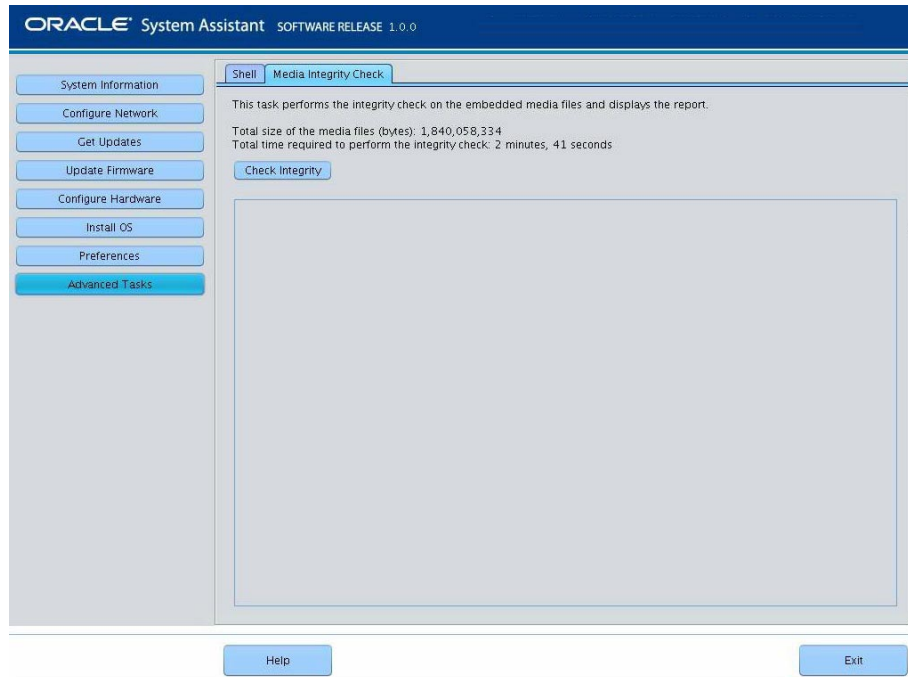 ORACLE System Assistant SOFTWARE RELEASE 1.0.0
System Information
Configure Network
Get Updates
Update Firmware
Configure Hardware
Install OS
Preferences
Advanced Tasks
Shell
Media Integrity Check
This task performs the integrity check on the embedded media files and displays the report.
Total size of the media files (bytes): 1,840,058,334
Total time required to perform the integrity check: 2 minutes, 41 seconds
Check Integrity
Help
Exit